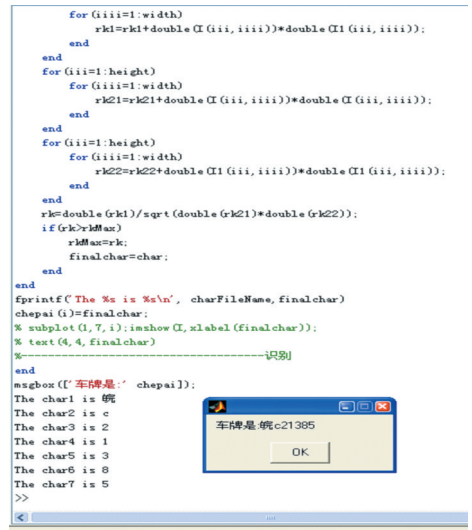 for(iiii=1:width)
rk1=rk1+double(I(iii,iiii))*double(I1(iii,iiii));
end
end
for(iii=1:height)
for(iiii=1:width)
rk21=rk21+double(I(iii,iiii))*double(I(iii,iiii));
end
end
for(iii=1:height)
for(iiii=1:width)
rk22=rk22+double(I1(iii,iiii))*double(I1(iii,iiii));
end
end
rk=double(rk1)/sqrt(double(rk21)*double(rk22));
if(rk>rkMax)
rkMax=rk;
finalchar=char;
end
end
fprintf('The %s is %s\n', charFileName,finalchar)
chepai(i)=finalchar;
% subplot(1,7,i);imshow(I,xlabel(finalchar));
% text(4,4,finalchar)
%-----------------------------------识别
end
msgbox(['车牌是:' chepai]);
The char1 is 皖
The char2 is c
The char3 is 2
The char4 is 1
The char5 is 3
The char6 is 8
The char7 is 5
>>
车牌是:皖c21385
OK